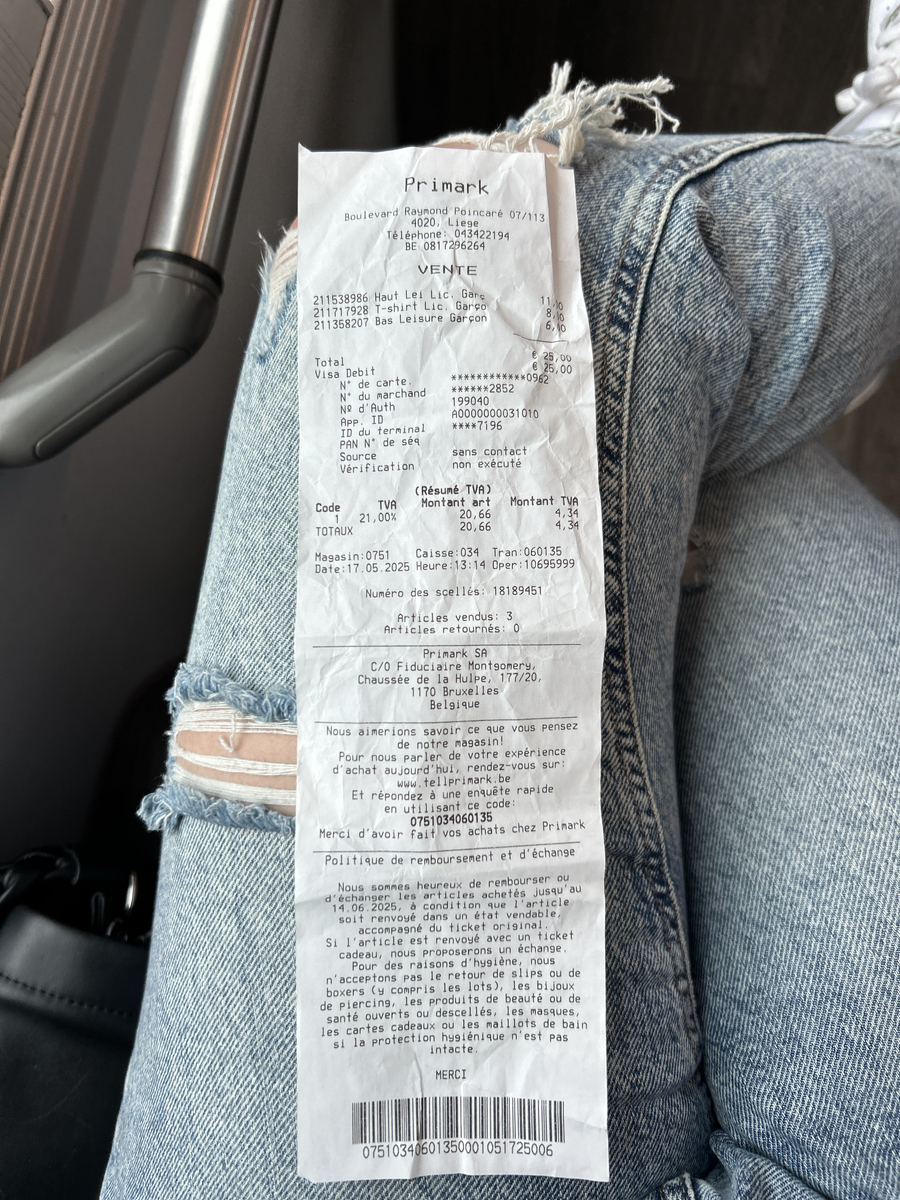 Primark
Boulevard Raymond Poincaré 07/113
4020, Liege
Téléphone: 043422194
BE 0817296264
VENTE
211538986 Haut Lei Lic. Garç 11,00
211717928 T-shirt Lic. Garço 8,00
211358207 Bas Leisure Garçon 6,00
Total € 25,00
Visa Debit € 25,00
N° de carte. ************0962
N° du marchand ******2852
Nº d'Auth 199040
App. ID A0000000031010
ID du terminal ****7196
PAN N° de séq
Source sans contact
Vérification non exécuté
(Résumé TVA)
Code TVA Montant art Montant TVA
1 21,00% 20,66 4,34
TOTAUX 20,66 4,34
Magasin:0751 Caisse:034 Tran:060135
Date:17.05.2025 Heure:13:14 Oper:10695999
Numéro des scellés: 18189451
Articles vendus: 3
Articles retournés: 0
Primark SA
C/O Fiduciaire Montgomery,
Chaussée de la Hulpe, 177/20,
1170 Bruxelles
Belgique
Nous aimerions savoir ce que vous pensez
de notre magasin!
Pour nous parler de votre expérience
d'achat aujourd'hui, rendez-vous sur:
www.tellprimark.be
Et répondez à une enquête rapide
en utilisant ce code:
0751034060135
Merci d'avoir fait vos achats chez Primark
Politique de remboursement et d'échange
Nous sommes heureux de rembourser ou
d'échanger les articles achetés jusqu'au
14.06.2025, à condition que l'article
soit renvoyé dans un état vendable,
accompagné du ticket original.
Si l'article est renvoyé avec un ticket
cadeau, nous proposerons un échange.
Pour des raisons d'hygiène, nous
n'acceptons pas le retour de slips ou de
boxers (y compris les lots), les bijoux
de piercing, les produits de beauté ou de
santé ouverts ou descellés, les masques,
les cartes cadeaux ou les maillots de bain
si la protection hygiénique n'est pas
intacte.
MERCI
07510340601350001051725006